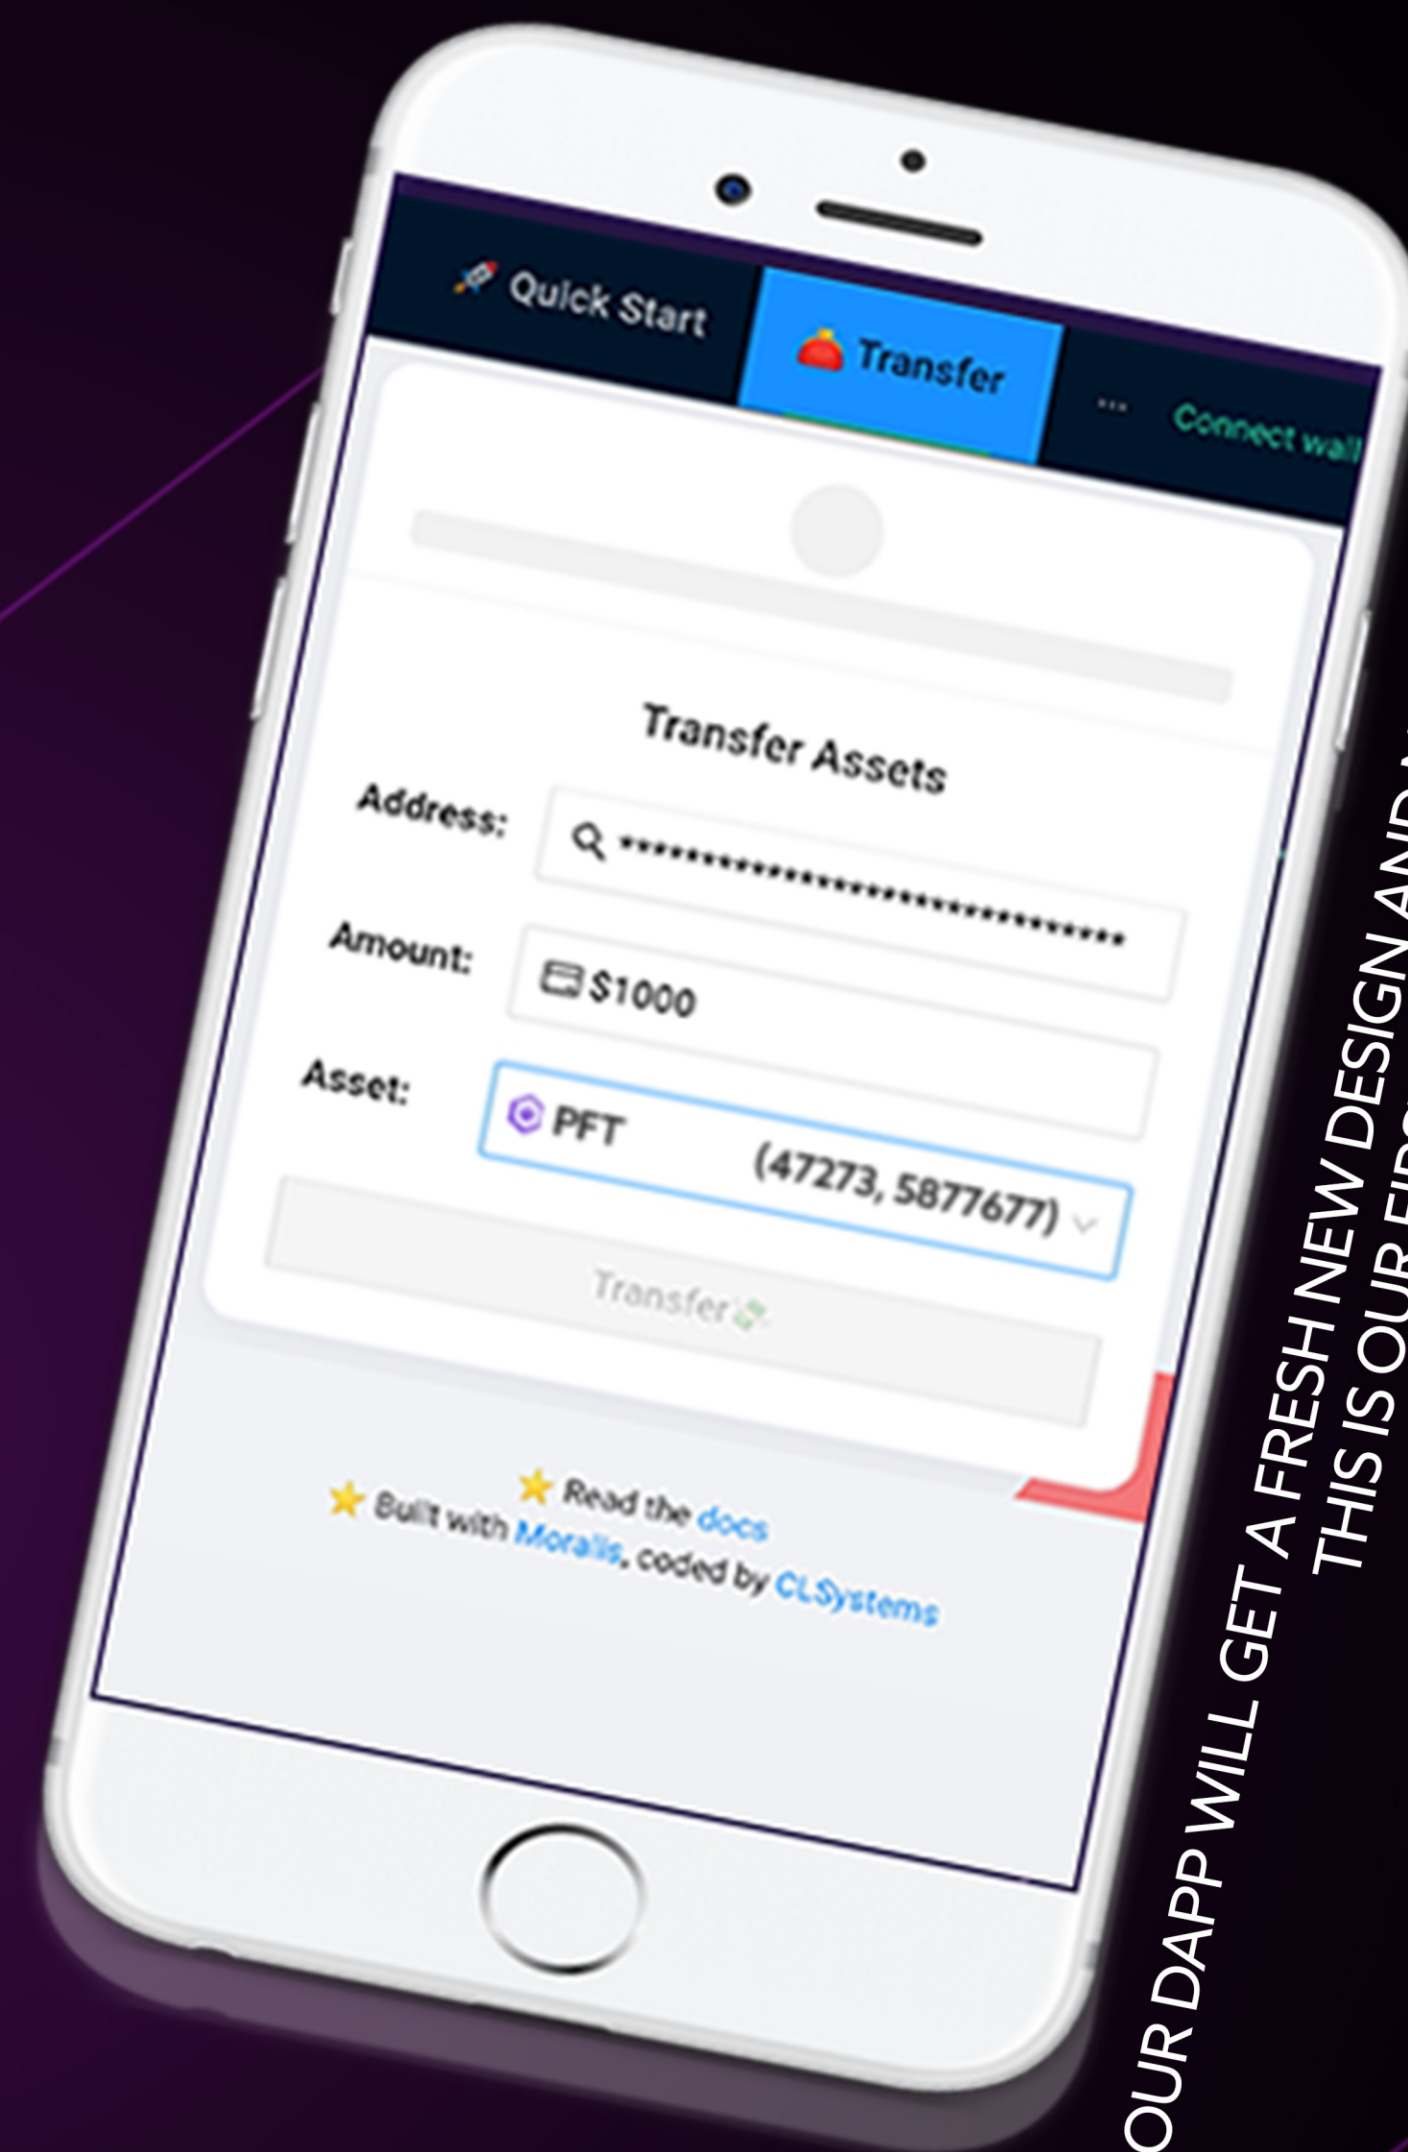 Quick Start
Transfer
...
Connect wall
Transfer Assets
Address: *****************************************
Amount: $1000
Asset: PFT (47273, 5877677)
Transfer
Read the docs
Built with Moralis, coded by CLSystems
OUR DAPP WILL GET A FRESH NEW DESIGN AND
THIS IS OUR